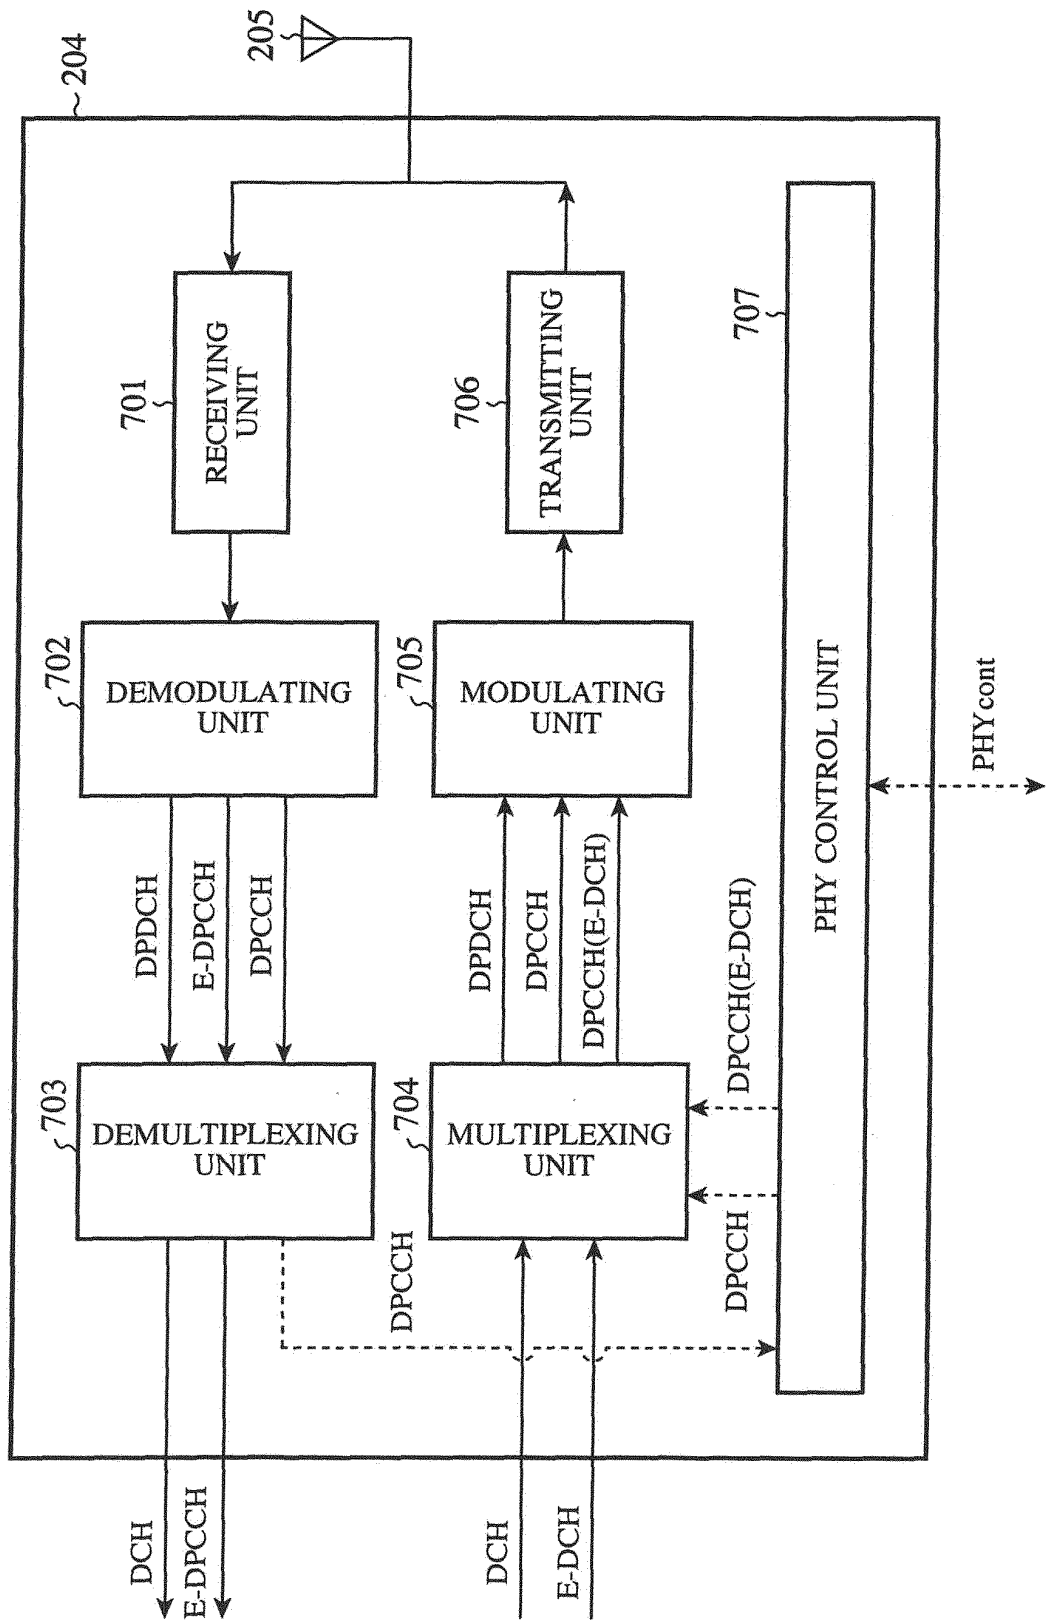 204
205
701
RECEIVING
UNIT
702
DEMODULATING
UNIT
DPDCH
E-DPCCH
DPCCH
703
DEMULTIPLEXING
UNIT
DCH
E-DPCCH
DPCCH
706
TRANSMITTING
UNIT
705
MODULATING
UNIT
DPDCH
DPCCH
DPCCH(E-DCH)
704
MULTIPLEXING
UNIT
DCH
E-DCH
DPCCH
DPCCH(E-DCH)
707
PHY CONTROL UNIT
PHYcont